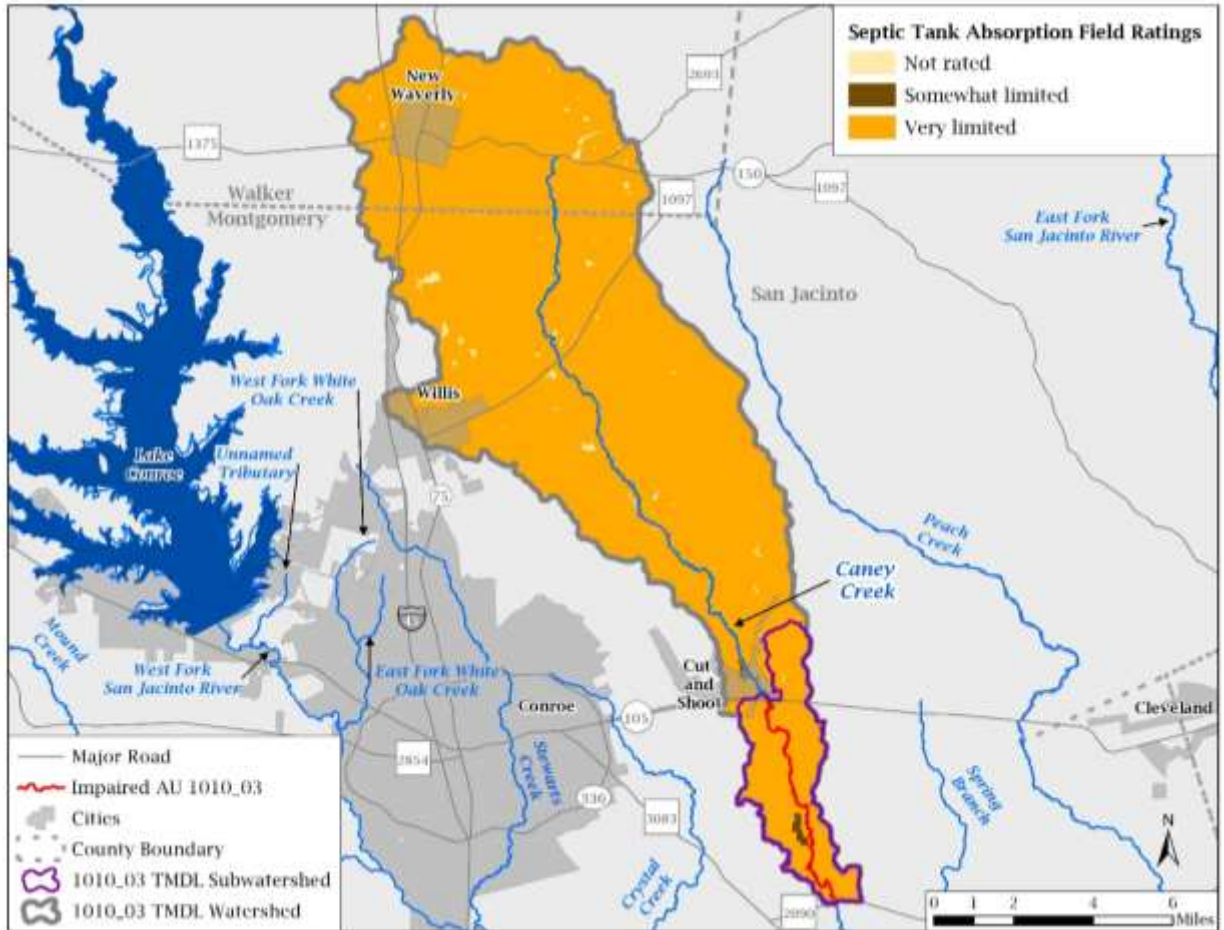 Septic Tank Absorption Field Ratings
Not rated
Somewhat limited
Very limited
New
Waverly
2693
1375
150
1097
1097
Walker
Montgomery
East Fork
San Jacinto River
San Jacinto
West Fork White
Oak Creek
Willis
Lake
Conroe
Unnamed
Tributary
75
Peach
Creek
Caney
Creek
Mound
Creek
West Fork
San Jacinto River
East Fork White
Oak Creek
Cut
and
Shoot
Conroe
105
Cleveland
2854
Stewarts
Creek
336
3083
Spring
Branch
Crystal
Creek
2090
Major Road
Impaired AU 1010_03
Cities
County Boundary
1010_03 TMDL Subwatershed
1010_03 TMDL Watershed
N
0 1 2 4 6
Miles